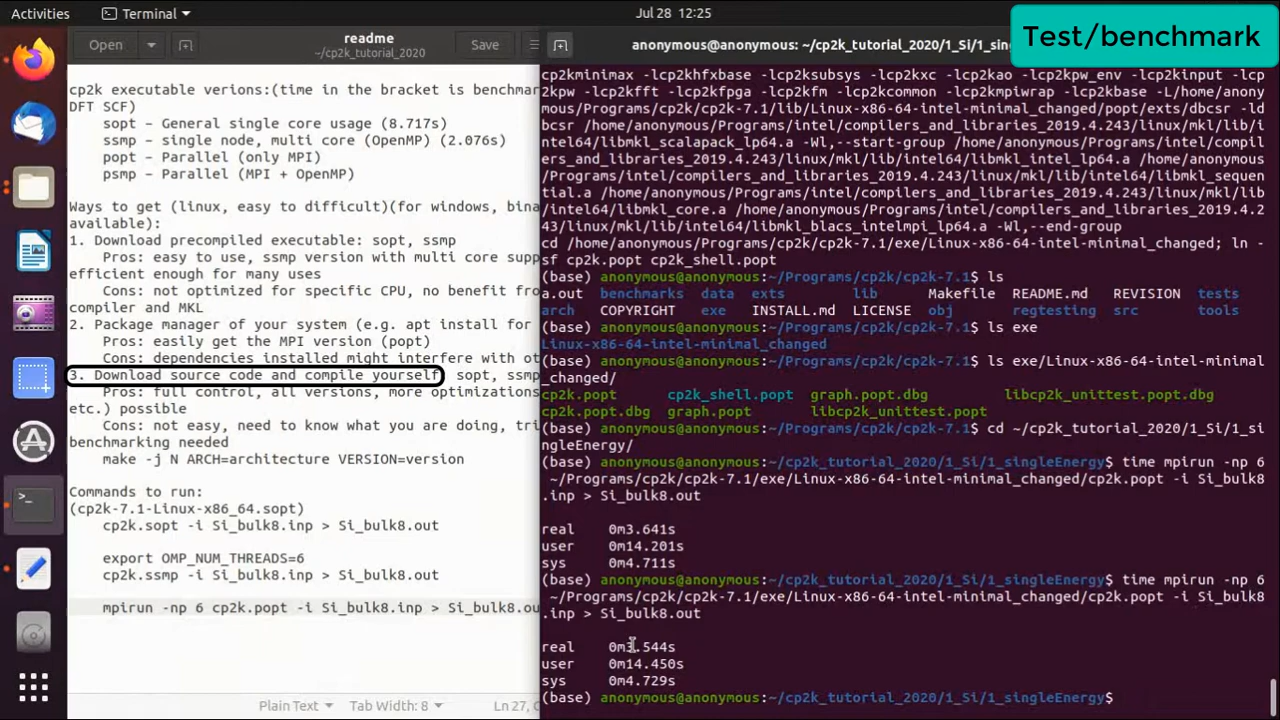 Activities
Terminal
Jul 28 12:25
Test/benchmark
Open
readme
~/cp2k_tutorial_2020
Save
cp2k executable verions:(time in the bracket is benchmar
DFT SCF)
sopt – General single core usage (8.717s)
ssmp – single node, multi core (OpenMP) (2.076s)
popt – Parallel (only MPI)
psmp – Parallel (MPI + OpenMP)
Ways to get (linux, easy to difficult)(for windows, bina
available):
1. Download precompiled executable: sopt, ssmp
Pros: easy to use, ssmp version with multi core supp
efficient enough for many uses
Cons: not optimized for specific CPU, no benefit from
compiler and MKL
2. Package manager of your system (e.g. apt install for
Pros: easily get the MPI version (popt)
Cons: dependencies installed might interfere with ot
3. Download source code and compile yourself sopt, ssmp
Pros: full control, all versions, more optimizations
etc.) possible
Cons: not easy, need to know what you are doing, tri
benchmarking needed
make -j N ARCH=architecture VERSION=version
Commands to run:
(cp2k-7.1-Linux-x86_64.sopt)
cp2k.sopt -i Si_bulk8.inp > Si_bulk8.out
export OMP_NUM_THREADS=6
cp2k.ssmp -i Si_bulk8.inp > Si_bulk8.out
mpirun -np 6 cp2k.popt -i Si_bulk8.inp > Si_bulk8.ou
Plain Text
Tab Width: 8
Ln 27, C
anonymous@anonymous: ~/cp2k_tutorial_2020/1_Si/1_sing
cp2kminimax -lcp2khfxbase -lcp2ksubsys -lcp2kxc -lcp2kao -lcp2kpw_env -lcp2kinput -lcp
2kpw -lcp2kfft -lcp2kfpga -lcp2kfm -lcp2kcommon -lcp2kmpiwrap -lcp2kbase -L/home/anony
mous/Programs/cp2k/cp2k-7.1/lib/Linux-x86-64-intel-minimal_changed/popt/exts/dbcsr -ld
bcsr /home/anonymous/Programs/intel/compilers_and_libraries_2019.4.243/linux/mkl/lib/i
ntel64/libmkl_scalapack_lp64.a -Wl,--start-group /home/anonymous/Programs/intel/compil
ers_and_libraries_2019.4.243/linux/mkl/lib/intel64/libmkl_intel_lp64.a /home/anonymous
/Programs/intel/compilers_and_libraries_2019.4.243/linux/mkl/lib/intel64/libmkl_sequen
tial.a /home/anonymous/Programs/intel/compilers_and_libraries_2019.4.243/linux/mkl/lib
/intel64/libmkl_core.a /home/anonymous/Programs/intel/compilers_and_libraries_2019.4.2
43/linux/mkl/lib/intel64/libmkl_blacs_intelmpi_lp64.a -Wl,--end-group
cd /home/anonymous/Programs/cp2k/cp2k-7.1/exe/Linux-x86-64-intel-minimal_changed; ln -
sf cp2k.popt cp2k_shell.popt
(base) anonymous@anonymous:~/Programs/cp2k/cp2k-7.1$ ls
a.out benchmarks data exts lib Makefile README.md REVISION tests
arch COPYRIGHT exe INSTALL.md LICENSE obj regtesting src tools
(base) anonymous@anonymous:~/Programs/cp2k/cp2k-7.1$ ls exe
Linux-x86-64-intel-minimal_changed
(base) anonymous@anonymous:~/Programs/cp2k/cp2k-7.1$ ls exe/Linux-x86-64-intel-minimal
_changed/
cp2k.popt cp2k_shell.popt graph.popt.dbg libcp2k_unittest.popt.dbg
cp2k.popt.dbg graph.popt libcp2k_unittest.popt
(base) anonymous@anonymous:~/Programs/cp2k/cp2k-7.1$ cd ~/cp2k_tutorial_2020/1_Si/1_si
ngleEnergy/
(base) anonymous@anonymous:~/cp2k_tutorial_2020/1_Si/1_singleEnergy$ time mpirun -np 6
~/Programs/cp2k/cp2k-7.1/exe/Linux-x86-64-intel-minimal_changed/cp2k.popt -i Si_bulk8
.inp > Si_bulk8.out
real 0m3.641s
user 0m14.201s
sys 0m4.711s
(base) anonymous@anonymous:~/cp2k_tutorial_2020/1_Si/1_singleEnergy$ time mpirun -np 6
~/Programs/cp2k/cp2k-7.1/exe/Linux-x86-64-intel-minimal_changed/cp2k.popt -i Si_bulk8
.inp > Si_bulk8.out
real 0m3.544s
user 0m14.450s
sys 0m4.729s
(base) anonymous@anonymous:~/cp2k_tutorial_2020/1_Si/1_singleEnergy$